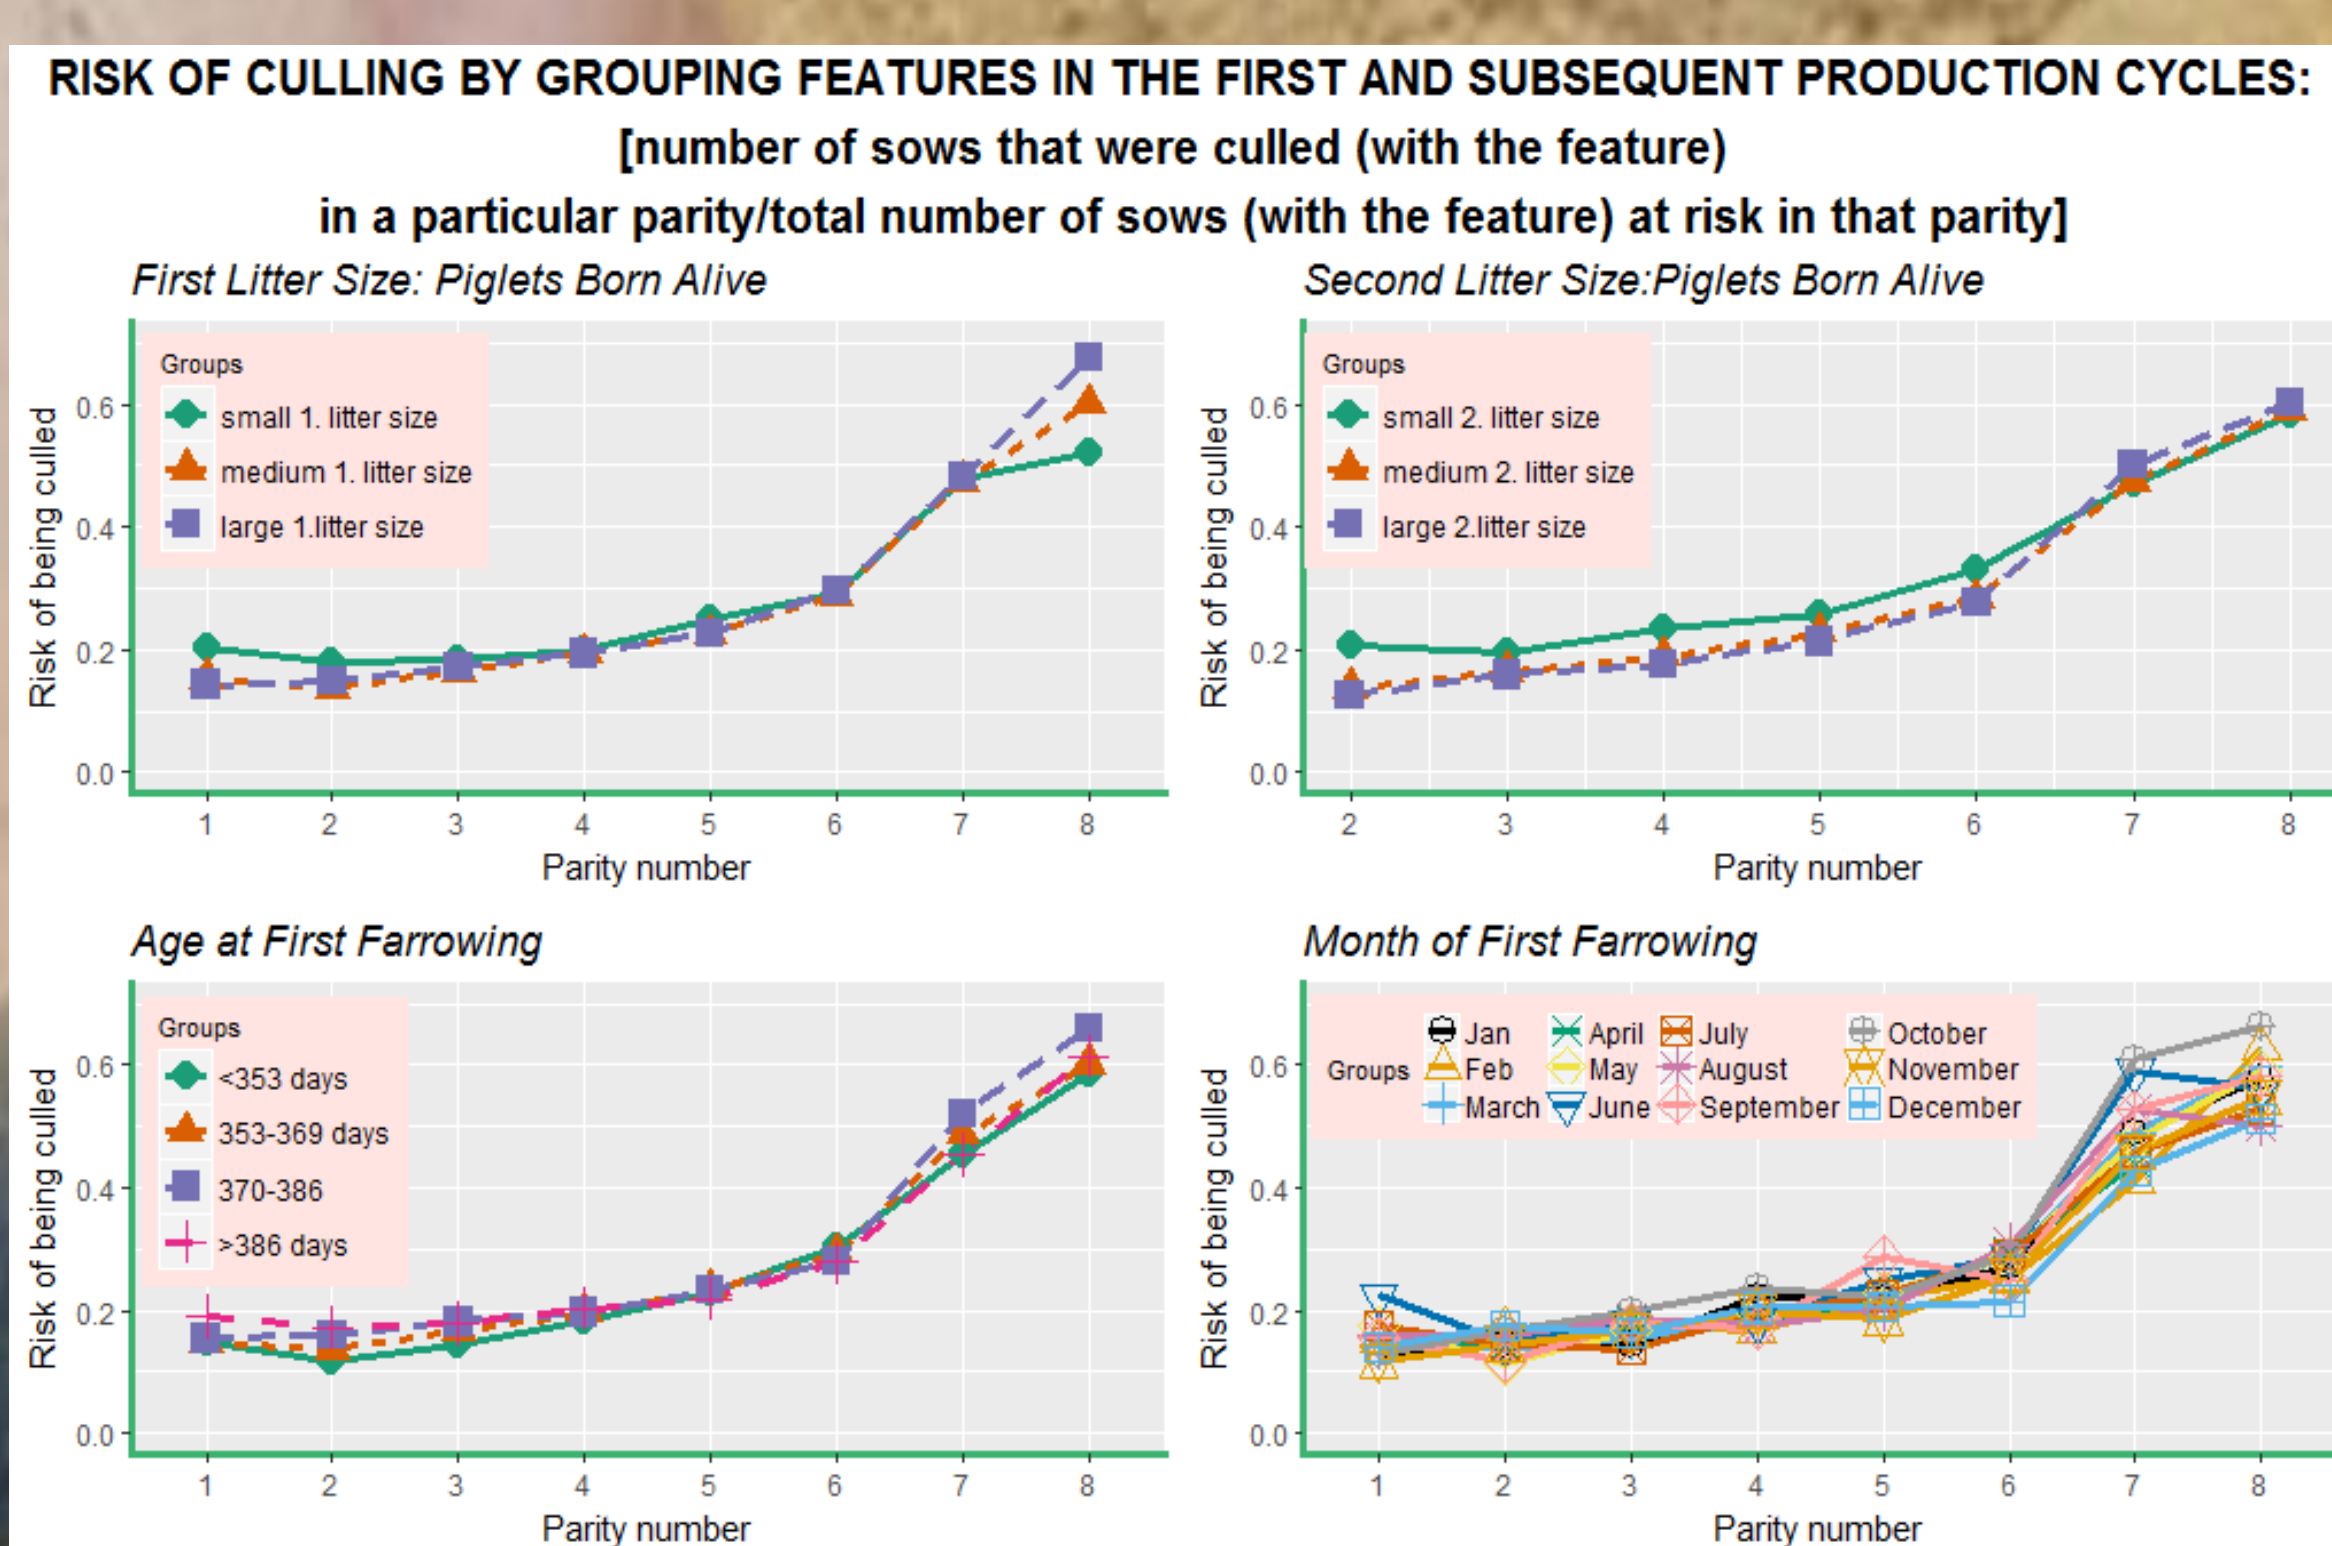 RISK OF CULLING BY GROUPING FEATURES IN THE FIRST AND SUBSEQUENT PRODUCTION CYCLES:
[number of sows that were culled (with the feature)
in a particular parity/total number of sows (with the feature) at risk in that parity]
First Litter Size: Piglets Born Alive
Groups
small 1. litter size
medium 1. litter size
large 1.litter size
Risk of being culled
0.6
0.4
0.2
0.0
1 2 3 4 5 6 7 8
Parity number
Second Litter Size:Piglets Born Alive
Groups
small 2. litter size
medium 2. litter size
large 2.litter size
Risk of being culled
0.6
0.4
0.2
0.0
2 3 4 5 6 7 8
Parity number
Age at First Farrowing
Groups
<353 days
353-369 days
370-386
>386 days
Risk of being culled
0.6
0.4
0.2
0.0
1 2 3 4 5 6 7 8
Parity number
Month of First Farrowing
Groups
Jan April July October
Feb May August November
March June September December
Risk of being culled
0.6
0.4
0.2
0.0
1 2 3 4 5 6 7 8
Parity number